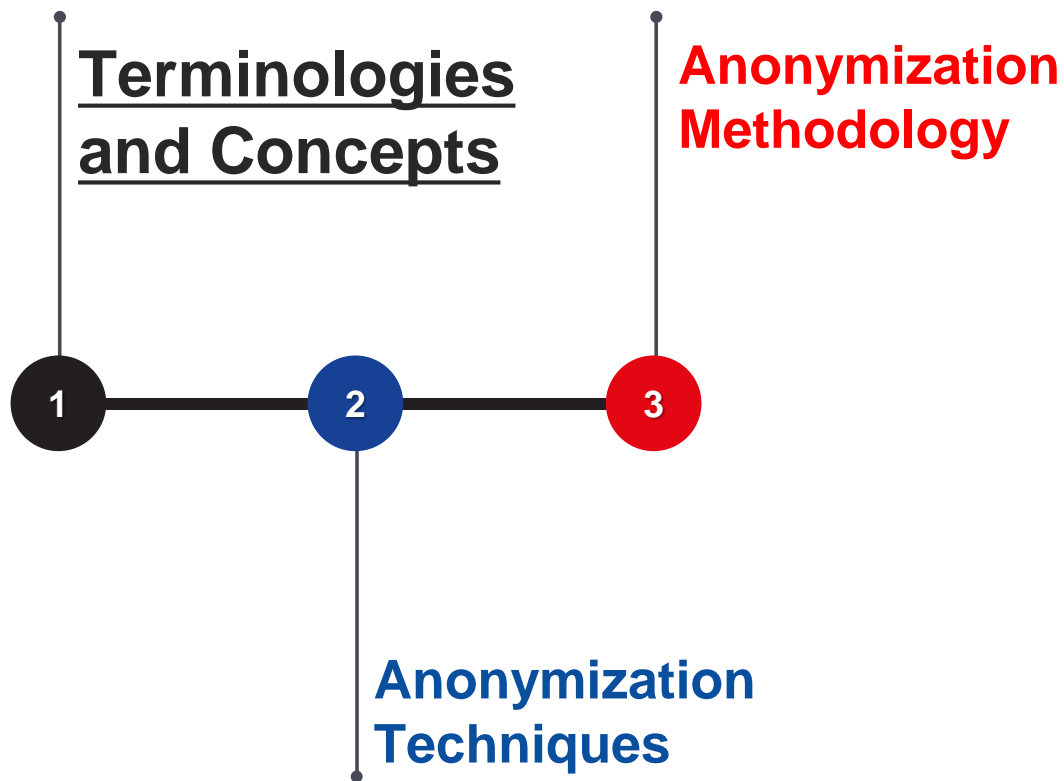 Terminologies
and Concepts
Anonymization
Methodology
1
2
3
Anonymization
Techniques